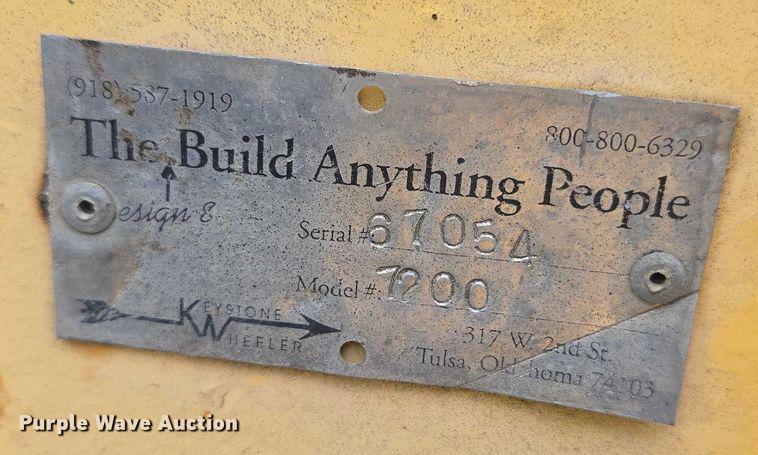 (918) 587-1919
800-800-6329
The Build Anything People
esign &
Serial # 67054
Model #: 7200
KEYSTONE
WHEELER
317 W. 2nd St.
Tulsa, Oklahoma 74103
Purple Wave Auction